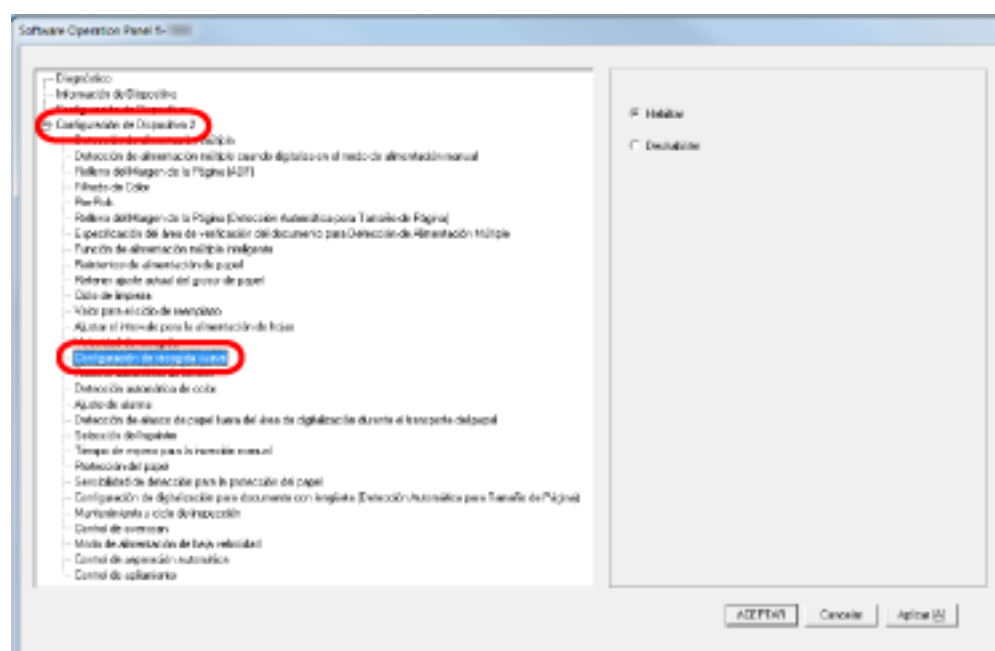 Software Operation Panel fi-
Diagnóstico
Información de Dispositivo
Configuración de Dispositivo 2
Detección de alimentación múltiple cuando digitaliza en el modo de alimentación manual
Relleno del Margen de la Página (ADF)
Filtrado de Color
Pre-Pick
Relleno del Margen de la Página (Detección Automática para Tamaño de Página)
Especificación del área de verificación del documento para Detección de Alimentación Múltiple
Función de alimentación múltiple inteligente
Reintentos de alimentación de papel
Retener ajuste actual del grosor de papel
Ciclo de limpieza
Valor para el ciclo de reemplazo
Ajustar el intervalo para la alimentación de hojas
Configuración de recogida suave
Detección automática de color
Ajuste de alarma
Detección de atasco de papel fuera del área de digitalización durante el transporte del papel
Selección del Imprinter
Tiempo de espera para la inserción manual
Protección del papel
Sensibilidad de detección para la protección del papel
Configuración de digitalización para documento con lengüeta (Detección Automática para Tamaño de Página)
Mantenimiento y ciclo de inspección
Control de overscan
Modo de alimentación de baja velocidad
Control de separación automática
Control de apilamiento
Habilitar
Deshabilitar
ACEPTAR
Cancelar
Aplicar (A)